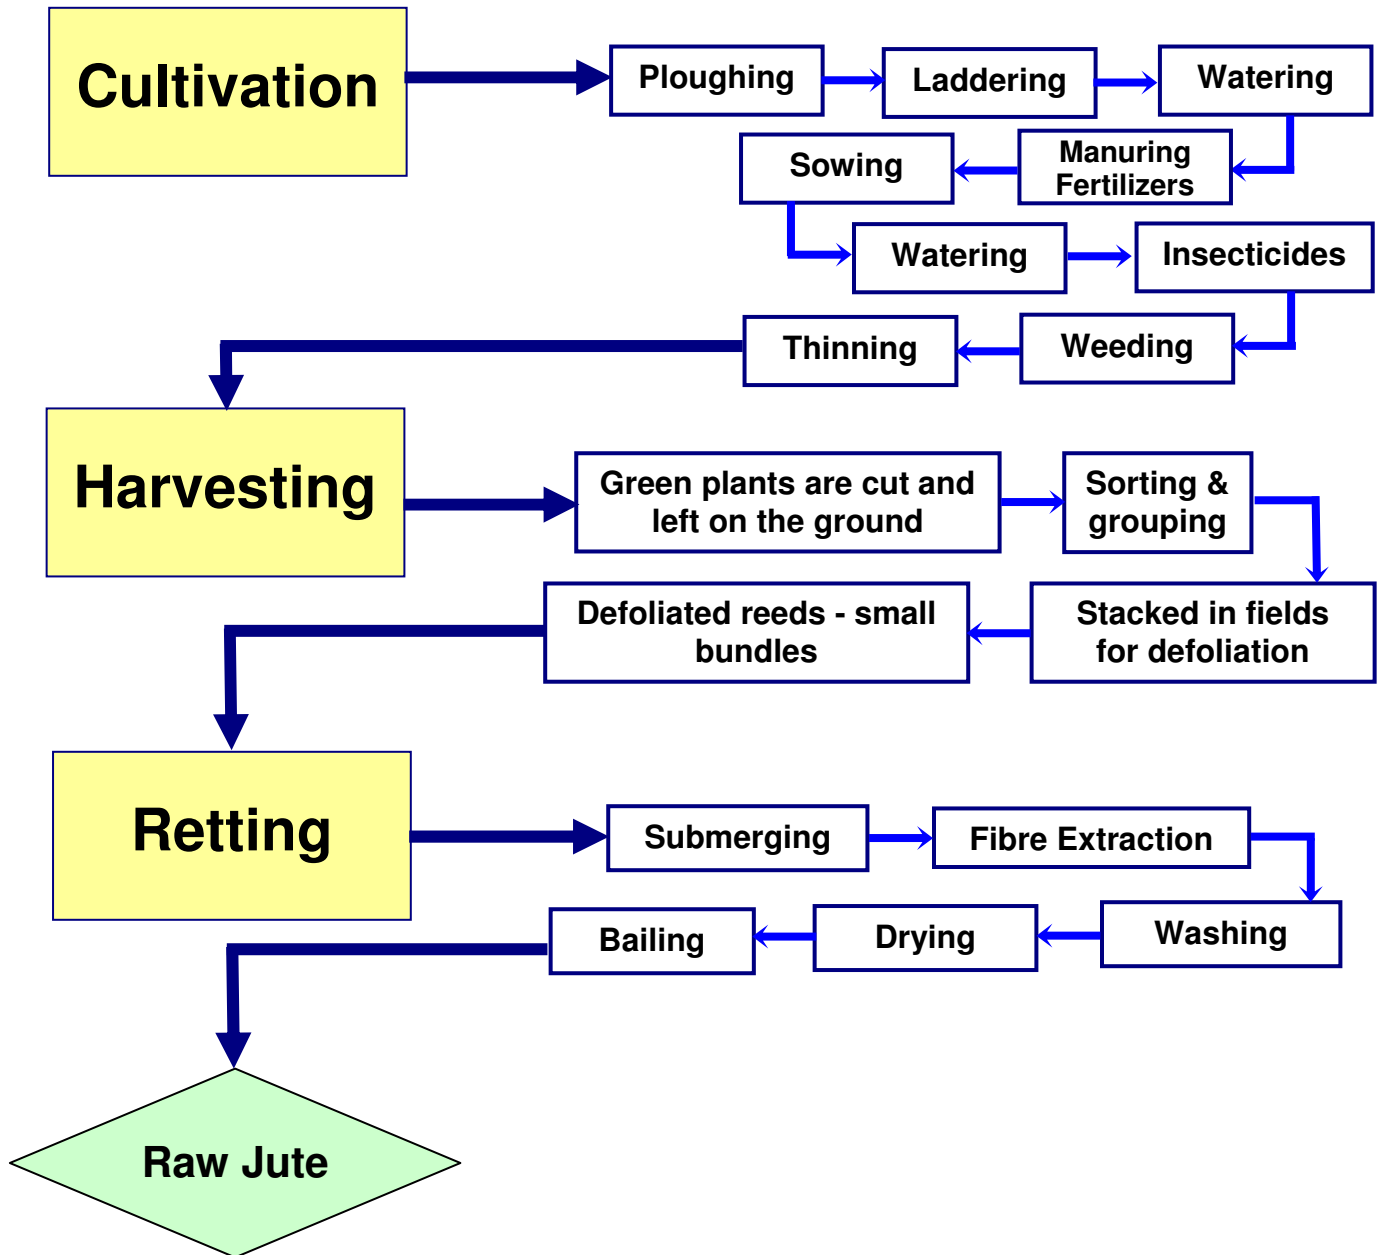 Cultivation
Ploughing
Laddering
Watering
Manuring
Fertilizers
Sowing
Watering
Insecticides
Weeding
Thinning
Harvesting
Green plants are cut and
left on the ground
Sorting &
grouping
Stacked in fields
for defoliation
Defoliated reeds - small
bundles
Retting
Submerging
Fibre Extraction
Washing
Drying
Bailing
Raw Jute